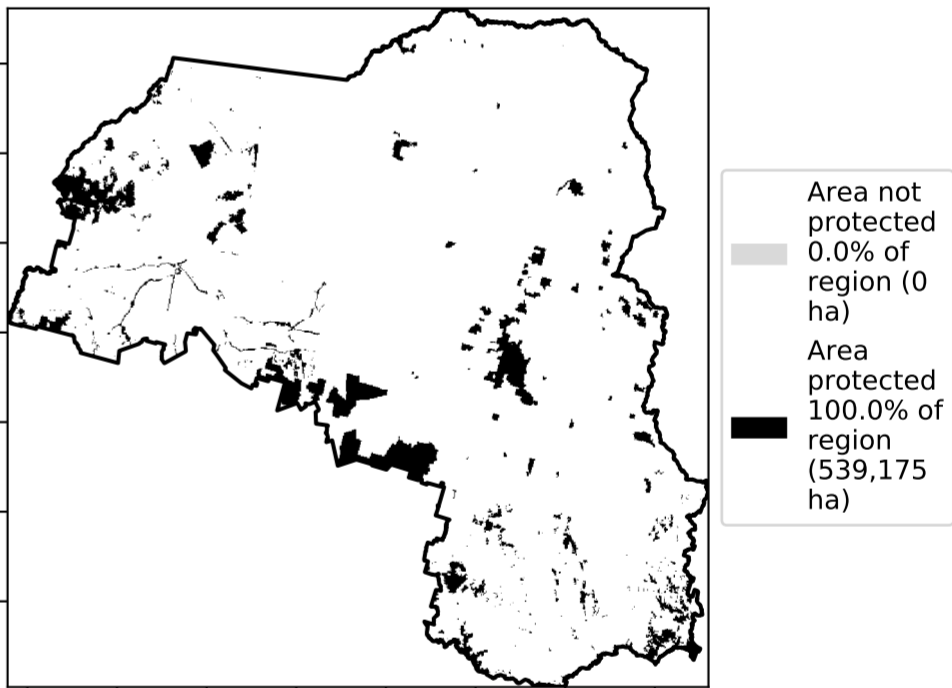 Area not
protected
0.0% of
region (0
ha)
Area
protected
100.0% of
region
(539,175
ha)